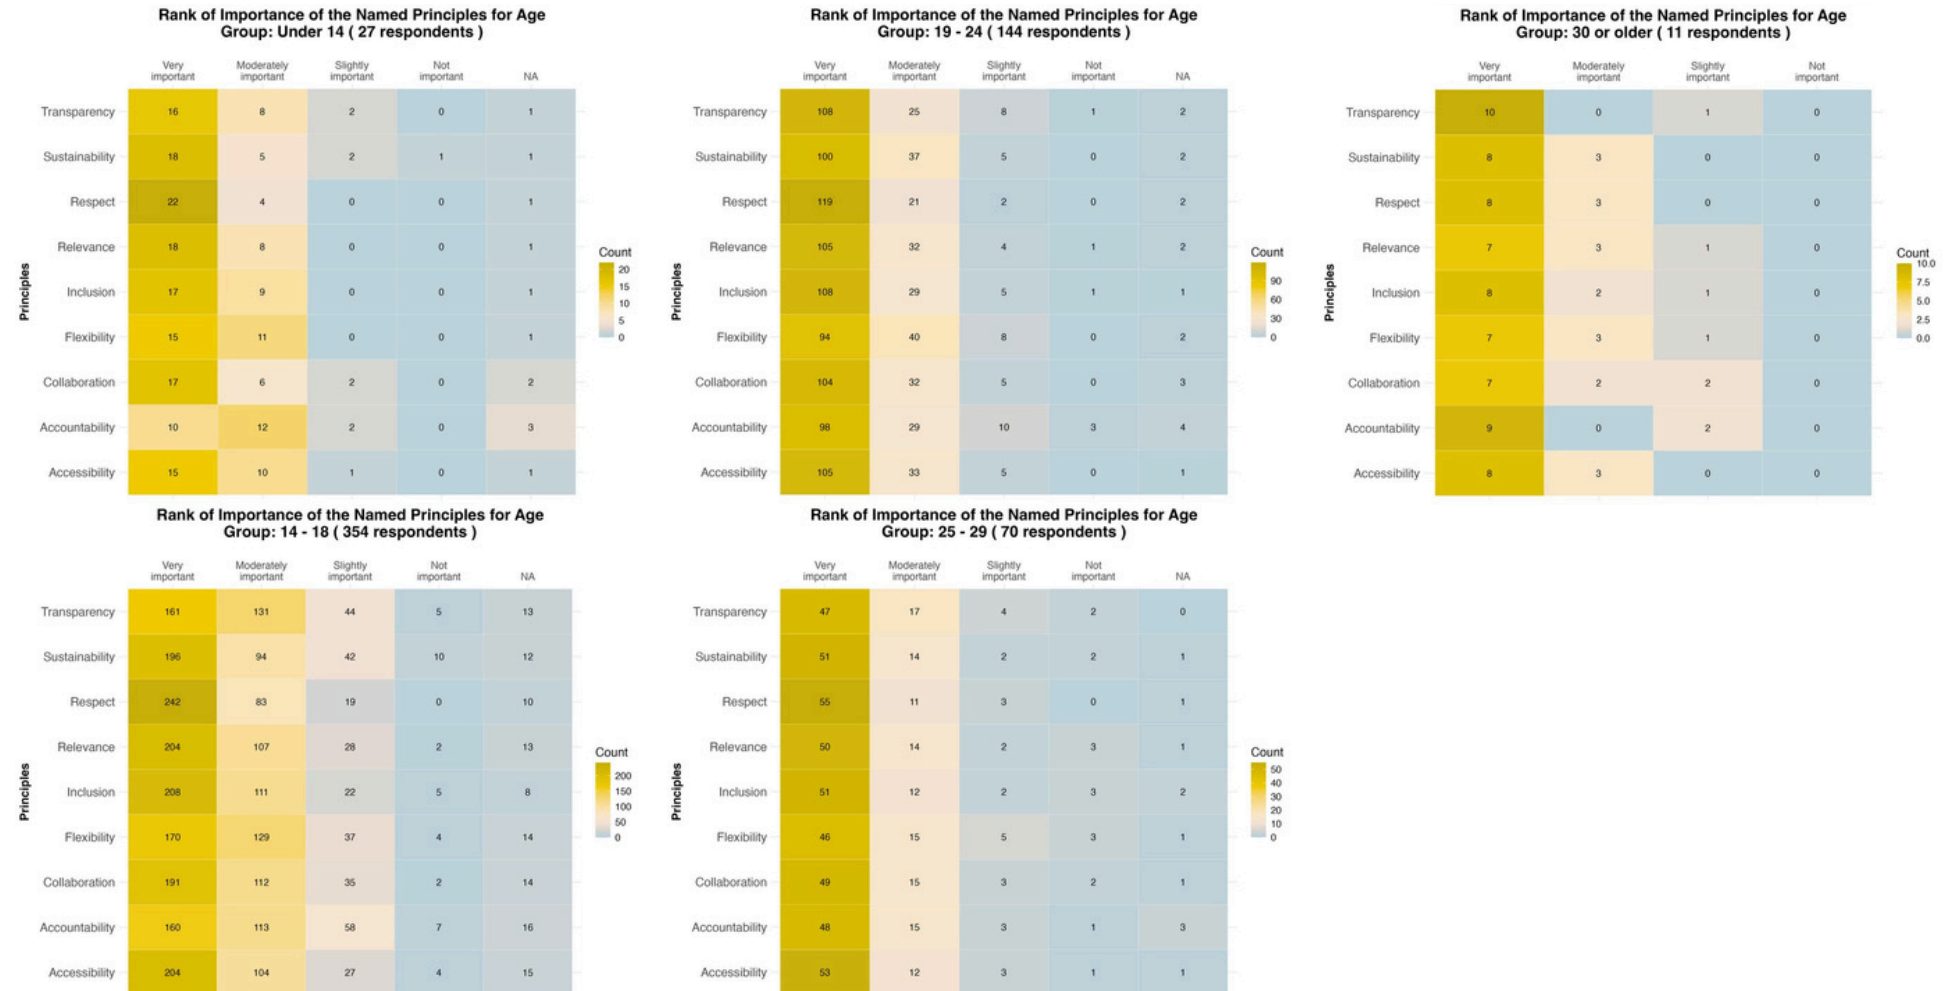 Rank of Importance of the Named Principles for Age
Group: Under 14 ( 27 respondents )
Very important Moderately important Slightly important Not important NA
Principles
Transparency 16 8 2 0 1
Sustainability 18 5 2 1 1
Respect 22 4 0 0 1
Relevance 18 8 0 0 1
Inclusion 17 9 0 0 1
Flexibility 15 11 0 0 1
Collaboration 17 6 2 0 2
Accountability 10 12 2 0 3
Accessibility 15 10 1 0 1
Count
20
15
10
5
0
Rank of Importance of the Named Principles for Age
Group: 19 - 24 ( 144 respondents )
Very important Moderately important Slightly important Not important NA
Principles
Transparency 108 25 8 1 2
Sustainability 100 37 5 0 2
Respect 119 21 2 0 2
Relevance 105 32 4 1 2
Inclusion 108 29 5 1 1
Flexibility 94 40 8 0 2
Collaboration 104 32 5 0 3
Accountability 98 29 10 3 4
Accessibility 105 33 5 0 1
Count
90
60
30
0
Rank of Importance of the Named Principles for Age
Group: 30 or older ( 11 respondents )
Very important Moderately important Slightly important Not important
Principles
Transparency 10 0 1 0
Sustainability 8 3 0 0
Respect 8 3 0 0
Relevance 7 3 1 0
Inclusion 8 2 1 0
Flexibility 7 3 1 0
Collaboration 7 2 2 0
Accountability 9 0 2 0
Accessibility 8 3 0 0
Count
10.0
7.5
5.0
2.5
0.0
Rank of Importance of the Named Principles for Age
Group: 14 - 18 ( 354 respondents )
Very important Moderately important Slightly important Not important NA
Principles
Transparency 161 131 44 5 13
Sustainability 196 94 42 10 12
Respect 242 83 19 0 10
Relevance 204 107 28 2 13
Inclusion 208 111 22 5 8
Flexibility 170 129 37 4 14
Collaboration 191 112 35 2 14
Accountability 160 113 58 7 16
Accessibility 204 104 27 4 15
Count
200
150
100
50
0
Rank of Importance of the Named Principles for Age
Group: 25 - 29 ( 70 respondents )
Very important Moderately important Slightly important Not important NA
Principles
Transparency 47 17 4 2 0
Sustainability 51 14 2 2 1
Respect 55 11 3 0 1
Relevance 50 14 2 3 1
Inclusion 51 12 2 3 2
Flexibility 46 15 5 3 1
Collaboration 49 15 3 2 1
Accountability 48 15 3 1 3
Accessibility 53 12 3 1 1
Count
50
40
30
20
10
0